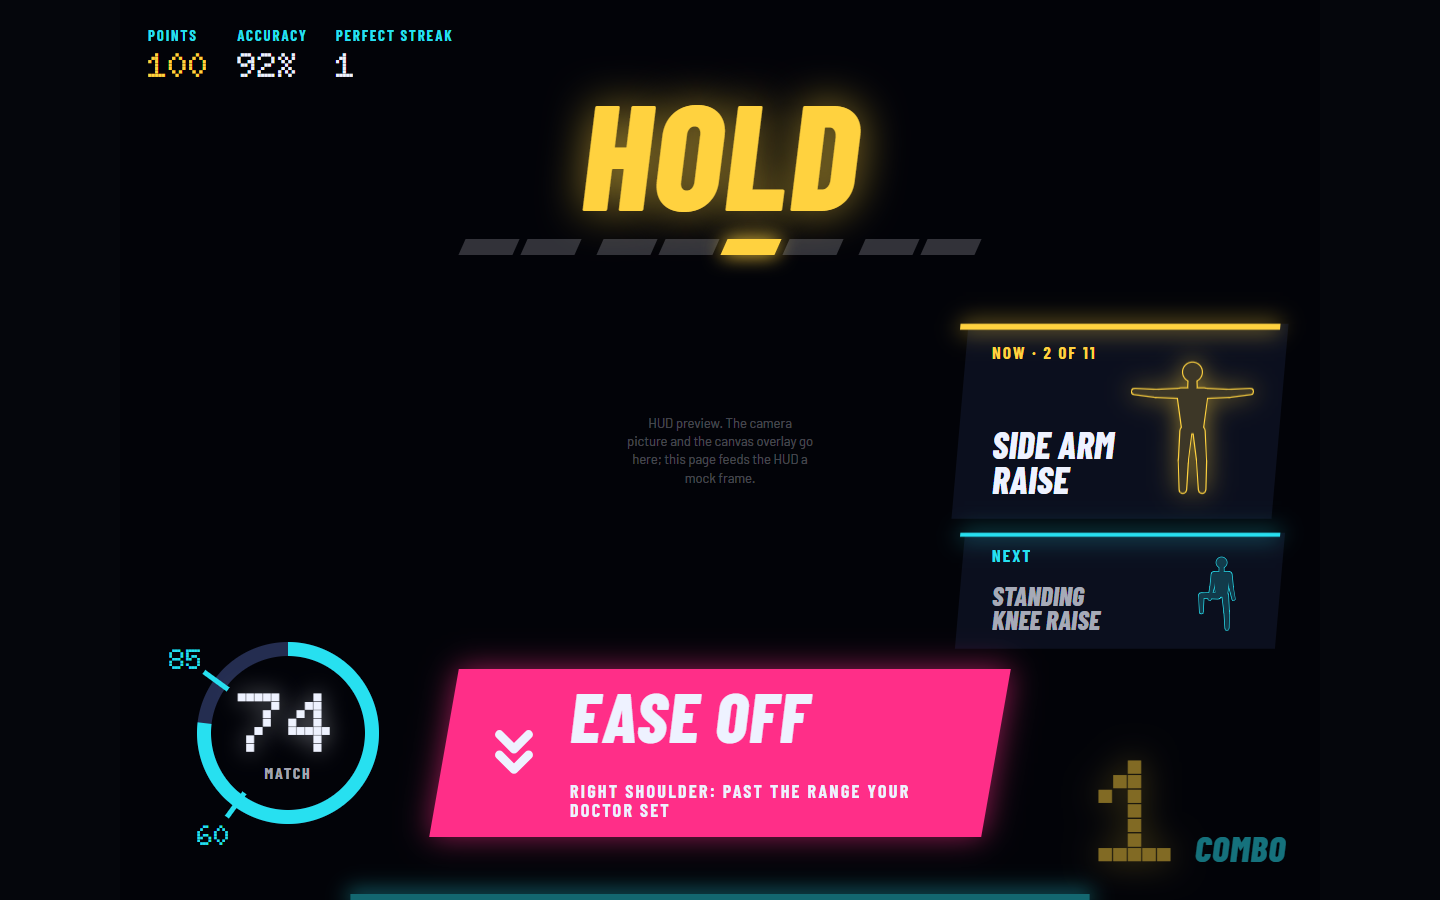 POINTS ACCURACY PERFECT STREAK
100 92% 1
HOLD
NOW · 2 OF 11
SIDE ARM
RAISE
HUD preview. The camera
picture and the canvas overlay go
here; this page feeds the HUD a
mock frame.
NEXT
STANDING
KNEE RAISE
85
74
MATCH
60
EASE OFF
RIGHT SHOULDER: PAST THE RANGE YOUR
DOCTOR SET
1 COMBO